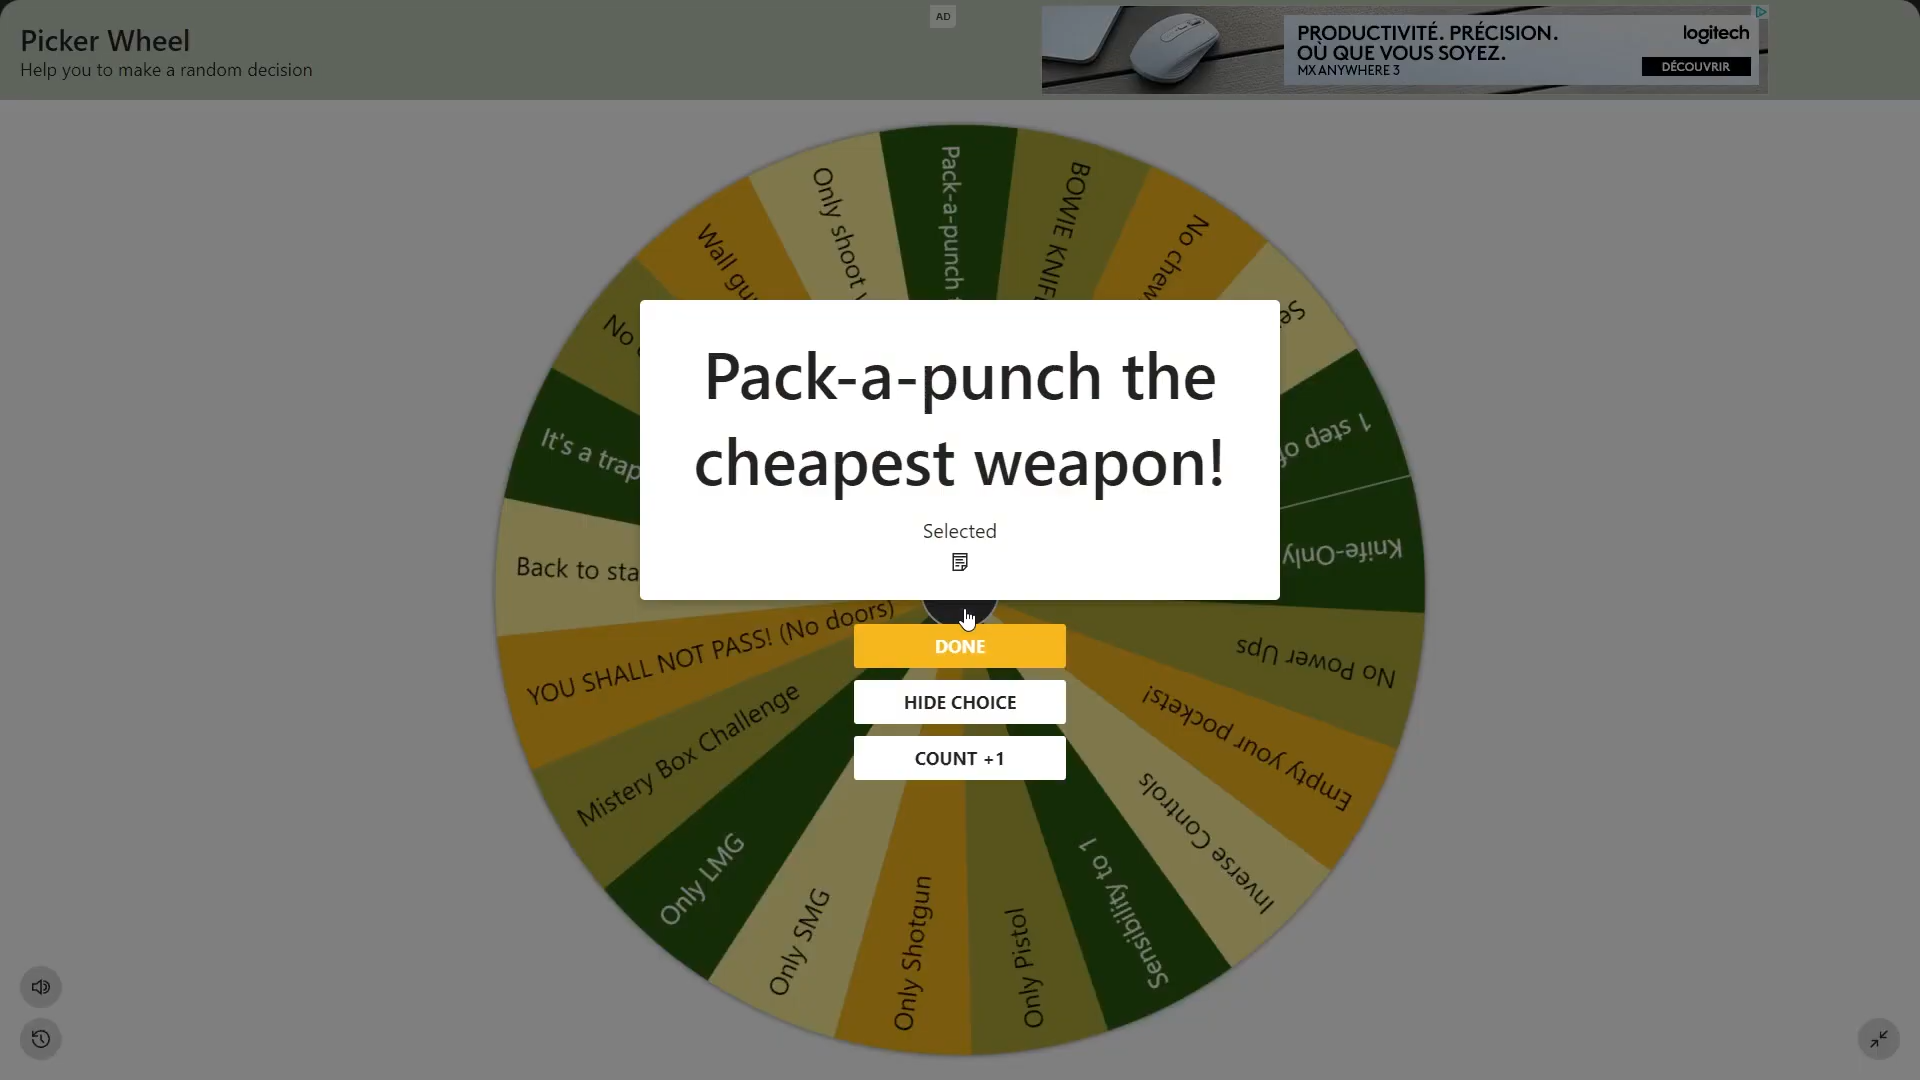 Picker Wheel
Help you to make a random decision
AD
PRODUCTIVITÉ. PRÉCISION.
OÙ QUE VOUS SOYEZ.
MX ANYWHERE 3
logitech
DÉCOUVRIR
Pack-a-punch
BOWIE KNIF
No chew
1 step of
Knife-Only
No Power Ups
Empty your pockets!
Inverse Controls
Sensibility to 1
Only Pistol
Only Shotgun
Only SMG
Only LMG
Mistery Box Challenge
YOU SHALL NOT PASS! (No doors)
Back to sta
It's a trap
No
Wall gu
Only shoot
Pack-a-punch the
cheapest weapon!
Selected
DONE
HIDE CHOICE
COUNT +1